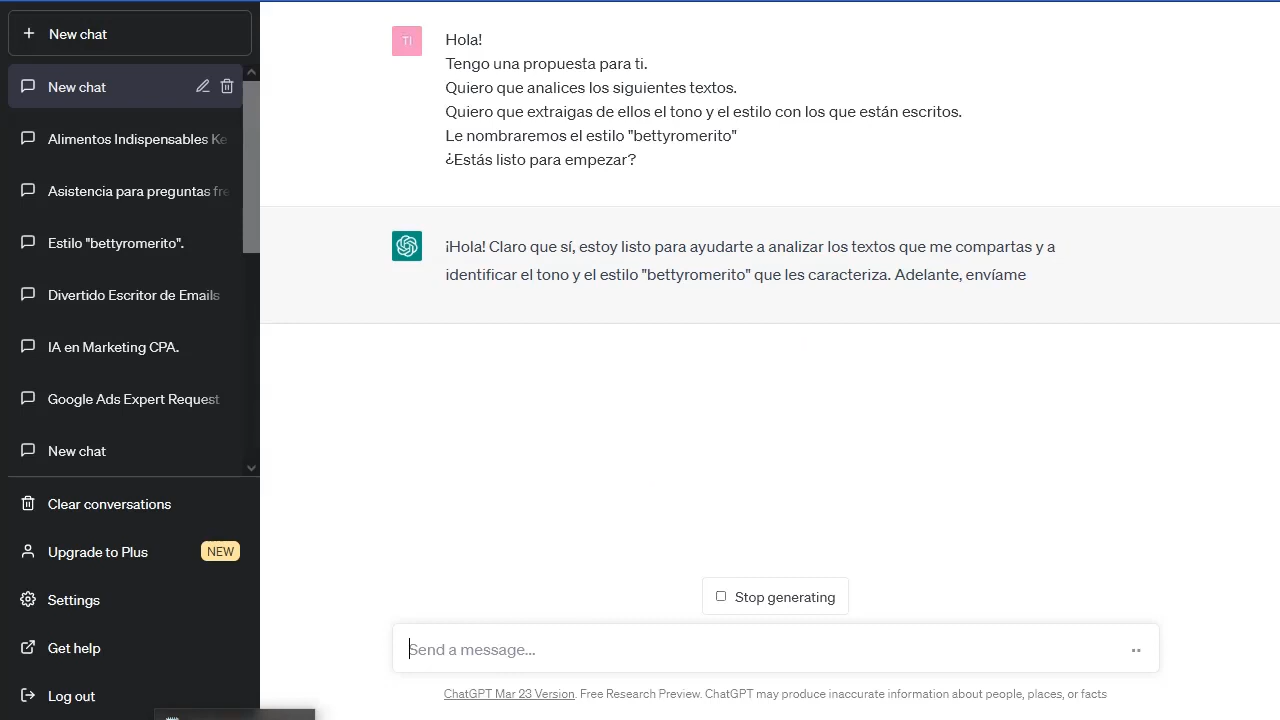 New chat
New chat
Alimentos Indispensables Ke
Asistencia para preguntas fre
Estilo "bettyromerito".
Divertido Escritor de Emails
IA en Marketing CPA.
Google Ads Expert Request
New chat
Clear conversations
Upgrade to Plus NEW
Settings
Get help
Log out
TI
Hola!
Tengo una propuesta para ti.
Quiero que analices los siguientes textos.
Quiero que extraigas de ellos el tono y el estilo con los que están escritos.
Le nombraremos el estilo "bettyromerito"
¿Estás listo para empezar?
¡Hola! Claro que sí, estoy listo para ayudarte a analizar los textos que me compartas y a
identificar el tono y el estilo "bettyromerito" que les caracteriza. Adelante, envíame
Stop generating
Send a message...
ChatGPT Mar 23 Version. Free Research Preview. ChatGPT may produce inaccurate information about people, places, or facts